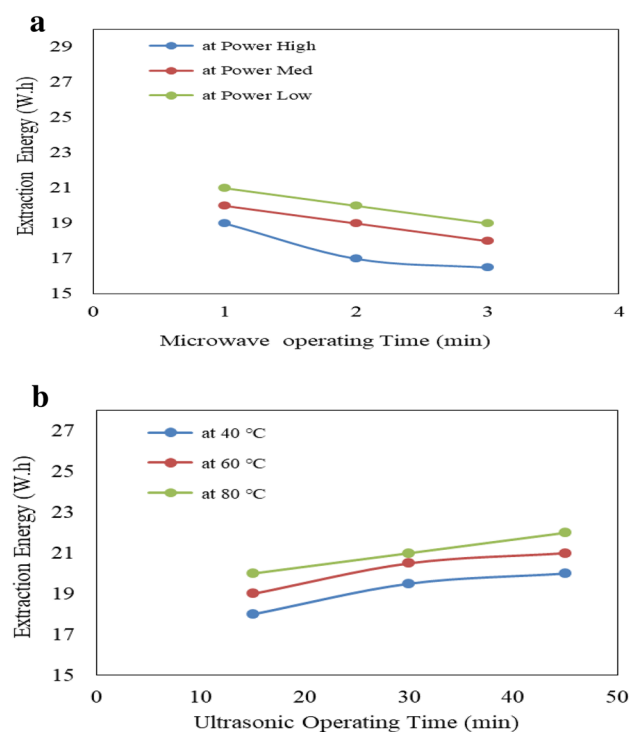 a
29
27
25
23
21
19
17
15
Extraction Energy (W.h)
at Power High
at Power Med
at Power Low
0 1 2 3 4
Microwave operating Time (min)
b
27
25
23
21
19
17
15
Extraction Energy (W.h)
at 40 °C
at 60 °C
at 80 °C
0 10 20 30 40 50
Ultrasonic Operating Time (min)